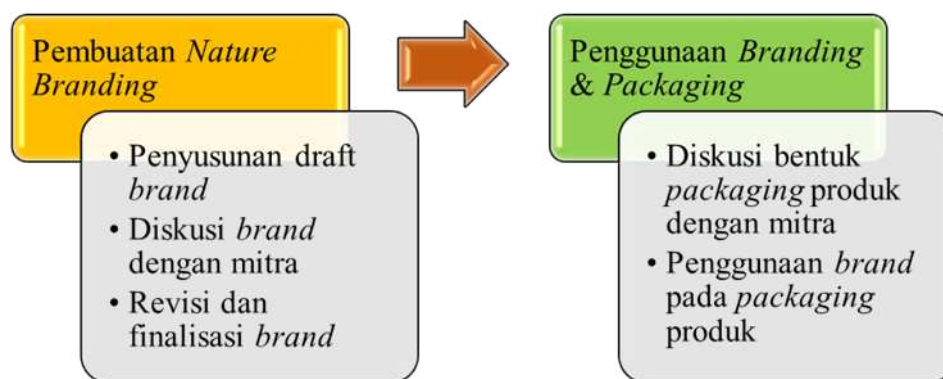 Pembuatan Nature
Branding
• Penyusunan draft
brand
• Diskusi brand
dengan mitra
• Revisi dan
finalisasi brand
Penggunaan Branding
& Packaging
• Diskusi bentuk
packaging produk
dengan mitra
• Penggunaan brand
pada packaging
produk